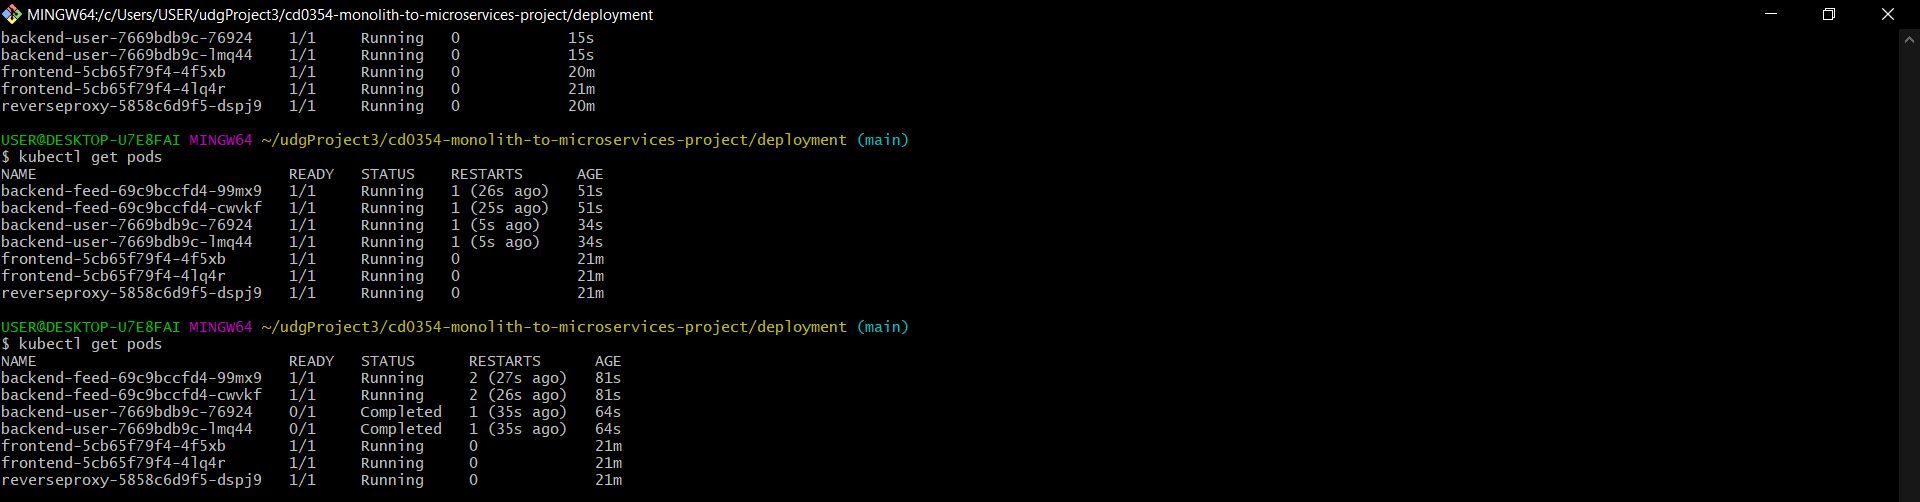 MINGW64:/c/Users/USER/udgProject3/cd0354-monolith-to-microservices-project/deployment
backend-user-7669bdb9c-76924    1/1     Running   0            15s
backend-user-7669bdb9c-lmq44    1/1     Running   0            15s
frontend-5cb65f79f4-4f5xb       1/1     Running   0            20m
frontend-5cb65f79f4-4lq4r       1/1     Running   0            21m
reverseproxy-5858c6d9f5-dspj9   1/1     Running   0            20m
USER@DESKTOP-U7E8FAI MINGW64 ~/udgProject3/cd0354-monolith-to-microservices-project/deployment (main)
$ kubectl get pods
NAME                            READY   STATUS    RESTARTS      AGE
backend-feed-69c9bccfd4-99mx9   1/1     Running   1 (26s ago)   51s
backend-feed-69c9bccfd4-cwvkf   1/1     Running   1 (25s ago)   51s
backend-user-7669bdb9c-76924    1/1     Running   1 (5s ago)    34s
backend-user-7669bdb9c-lmq44    1/1     Running   1 (5s ago)    34s
frontend-5cb65f79f4-4f5xb       1/1     Running   0             21m
frontend-5cb65f79f4-4lq4r       1/1     Running   0             21m
reverseproxy-5858c6d9f5-dspj9   1/1     Running   0             21m
USER@DESKTOP-U7E8FAI MINGW64 ~/udgProject3/cd0354-monolith-to-microservices-project/deployment (main)
$ kubectl get pods
NAME                            READY   STATUS      RESTARTS      AGE
backend-feed-69c9bccfd4-99mx9   1/1     Running     2 (27s ago)   81s
backend-feed-69c9bccfd4-cwvkf   1/1     Running     2 (26s ago)   81s
backend-user-7669bdb9c-76924    0/1     Completed   1 (35s ago)   64s
backend-user-7669bdb9c-lmq44    0/1     Completed   1 (35s ago)   64s
frontend-5cb65f79f4-4f5xb       1/1     Running     0             21m
frontend-5cb65f79f4-4lq4r       1/1     Running     0             21m
reverseproxy-5858c6d9f5-dspj9   1/1     Running     0             21m